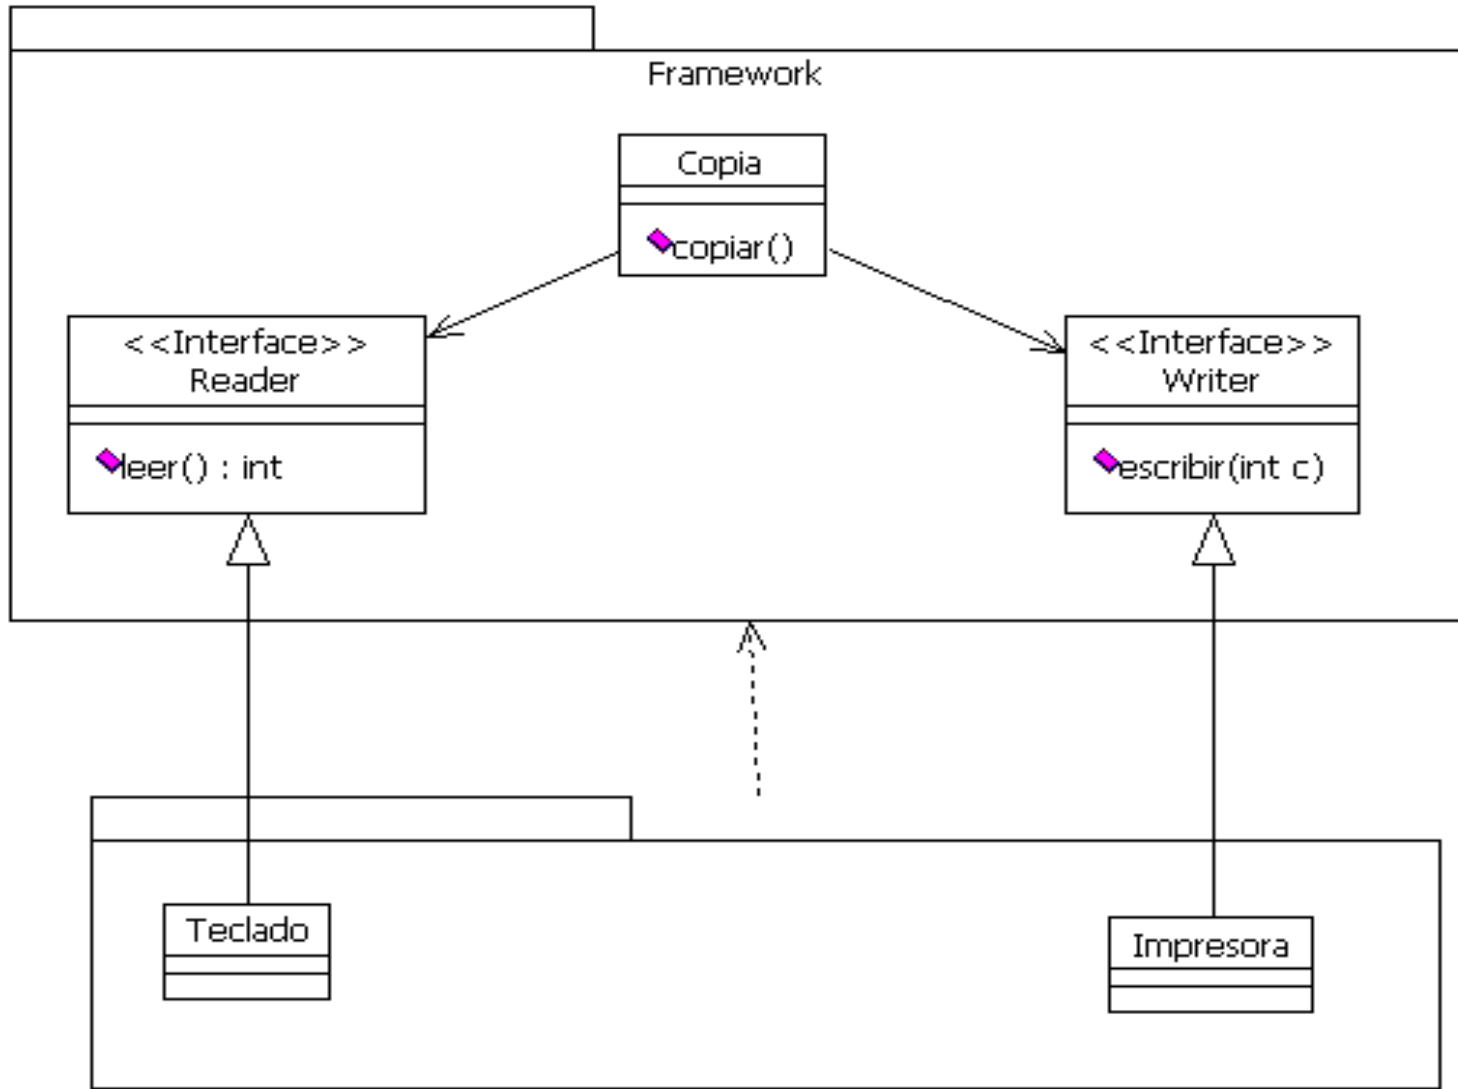 Framework
Copia
copiar()
<<Interface>>
Reader
leer() : int
<<Interface>>
Writer
escribir(int c)
Teclado
Impresora